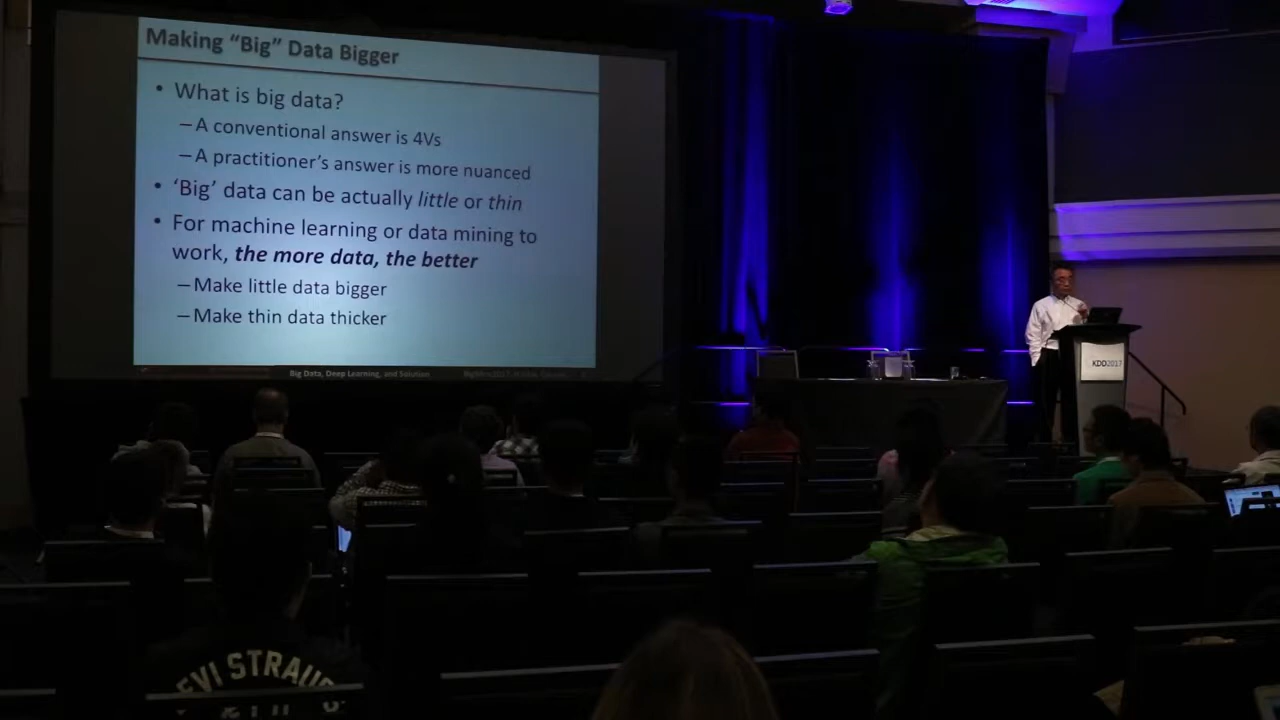 Making “Big” Data Bigger
• What is big data?
– A conventional answer is 4Vs
– A practitioner’s answer is more nuanced
• ‘Big’ data can be actually little or thin
• For machine learning or data mining to
work, the more data, the better
– Make little data bigger
– Make thin data thicker
Big Data, Deep Learning, and Solution
KDD2017
EVI STRAU